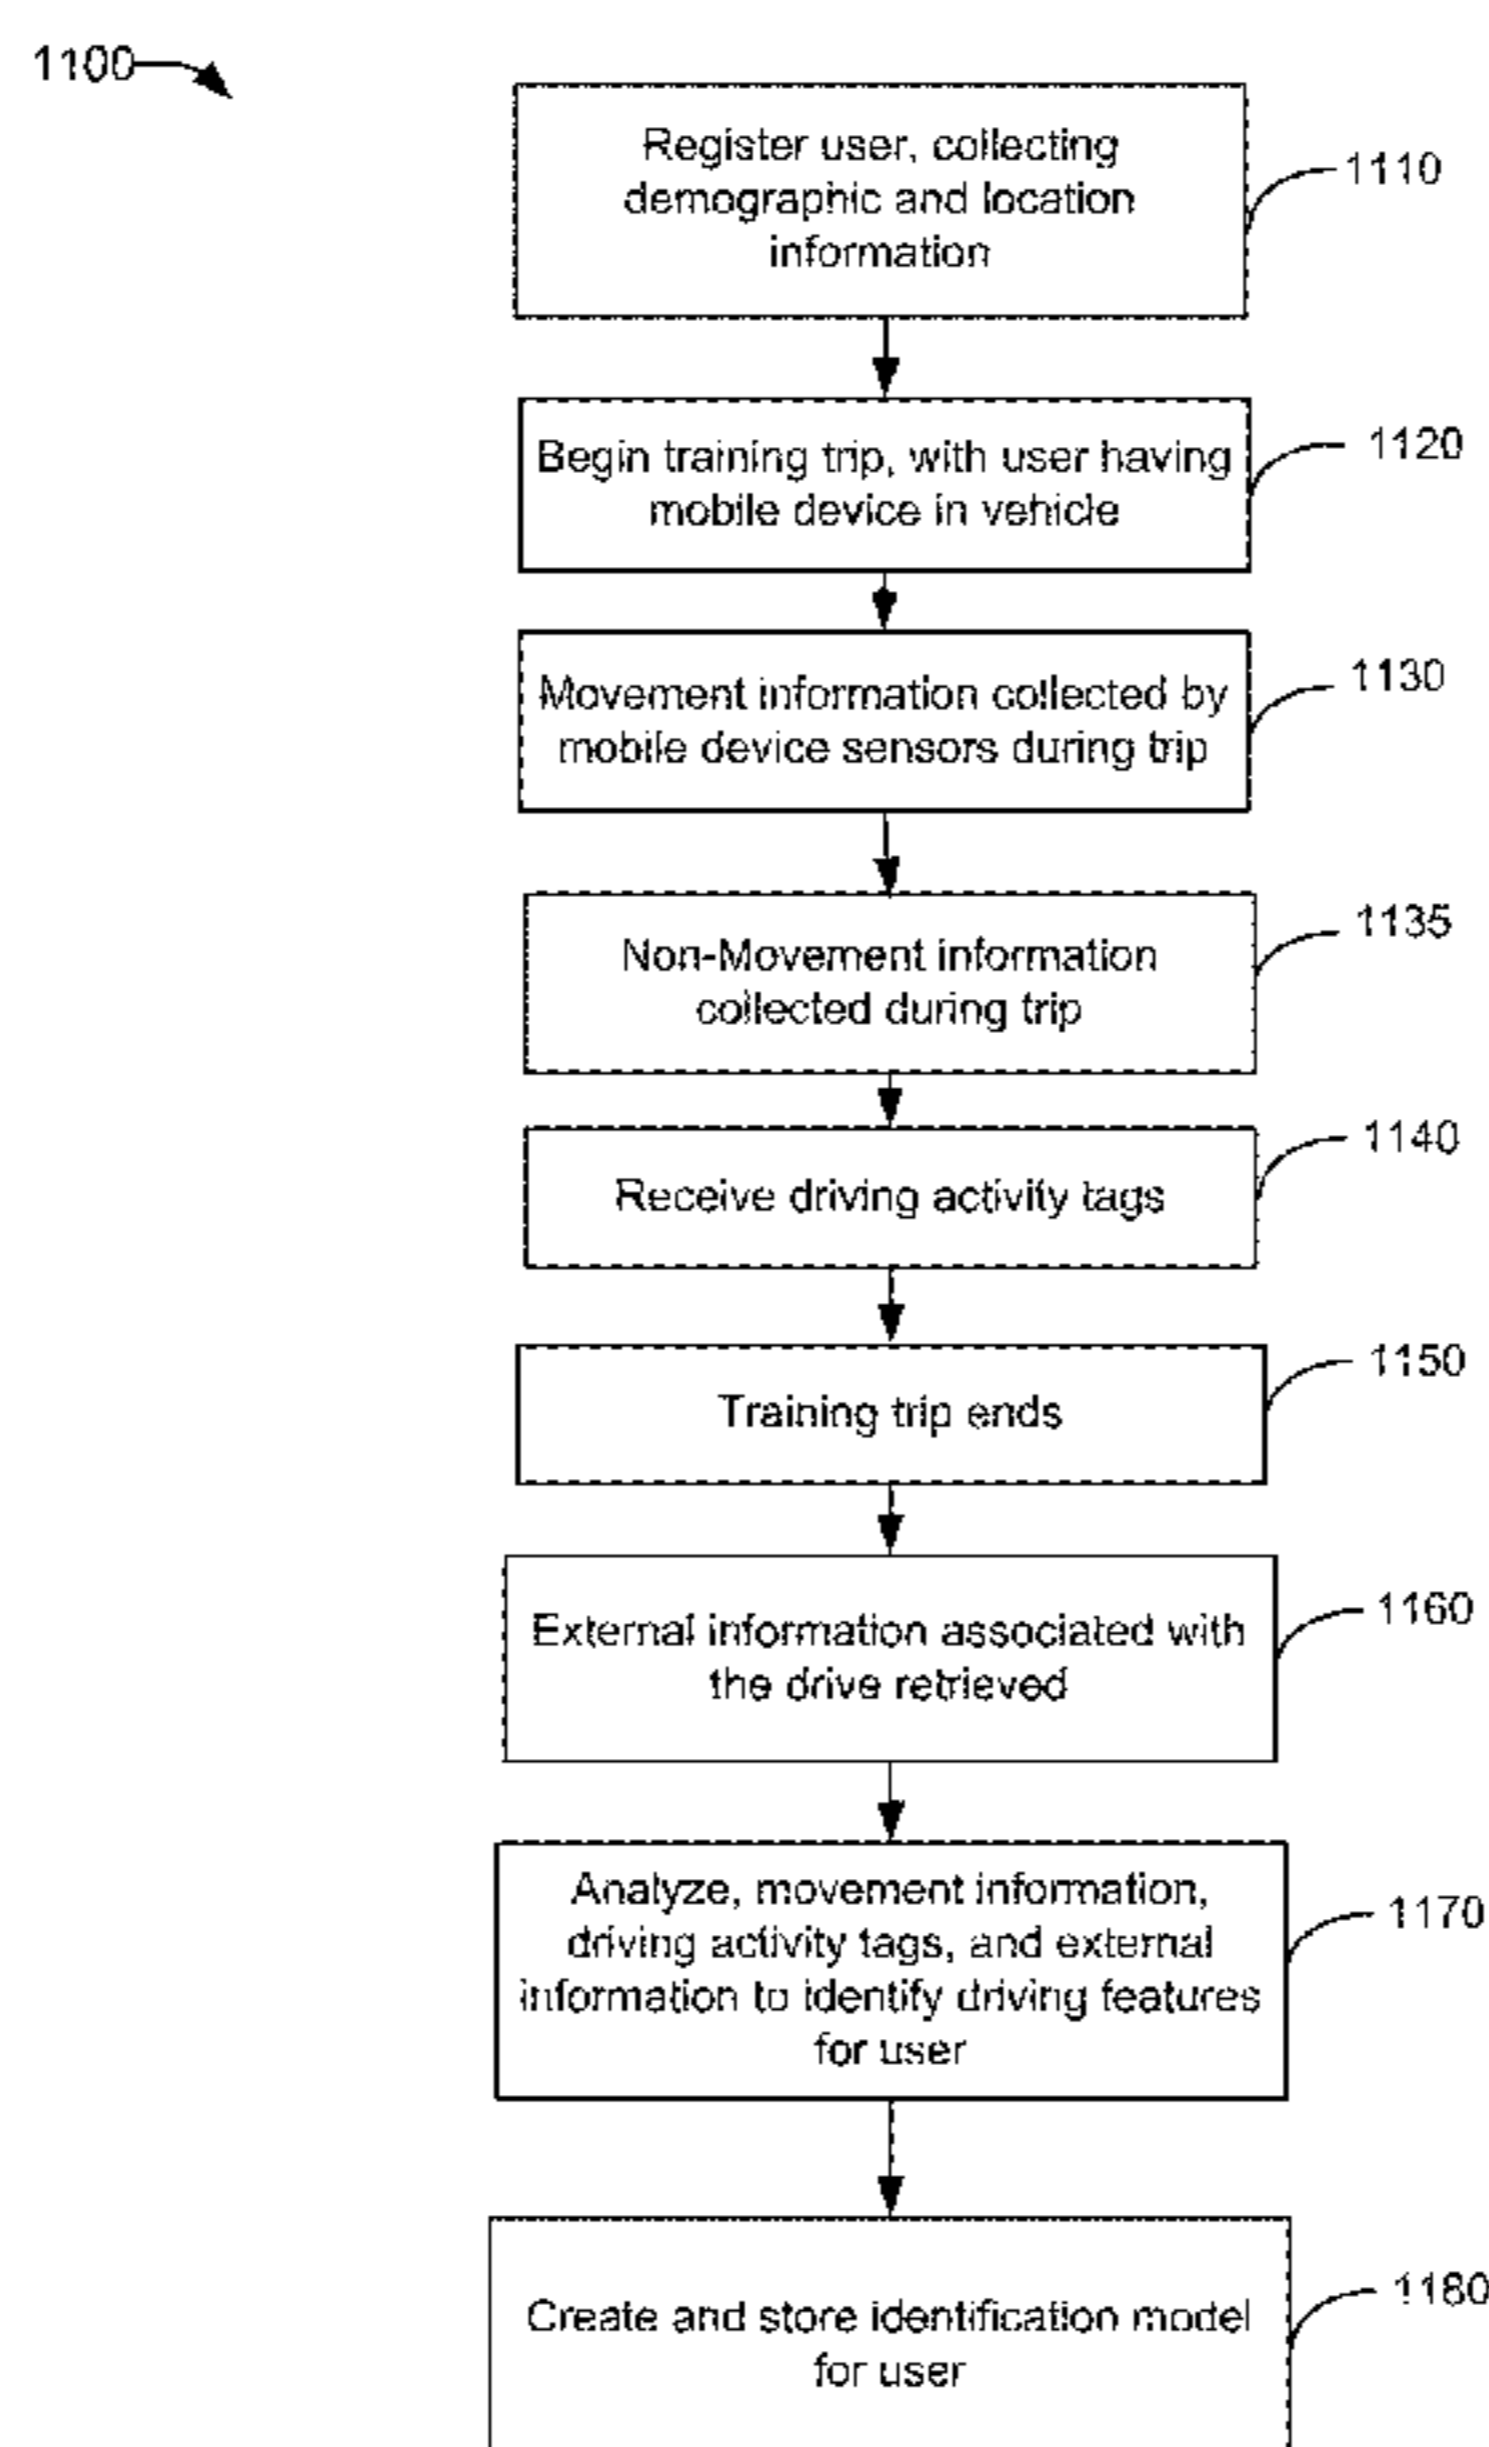 1100
Register user, collecting
demographic and location
information
1110
Begin training trip, with user having
mobile device in vehicle
1120
Movement information collected by
mobile device sensors during trip
1130
Non-Movement information
collected during trip
1135
Receive driving activity tags
1140
Training trip ends
1150
External information associated with
the drive retrieved
1160
Analyze, movement information,
driving activity tags, and external
information to identify driving features
for user
1170
Create and store identification model
for user
1180